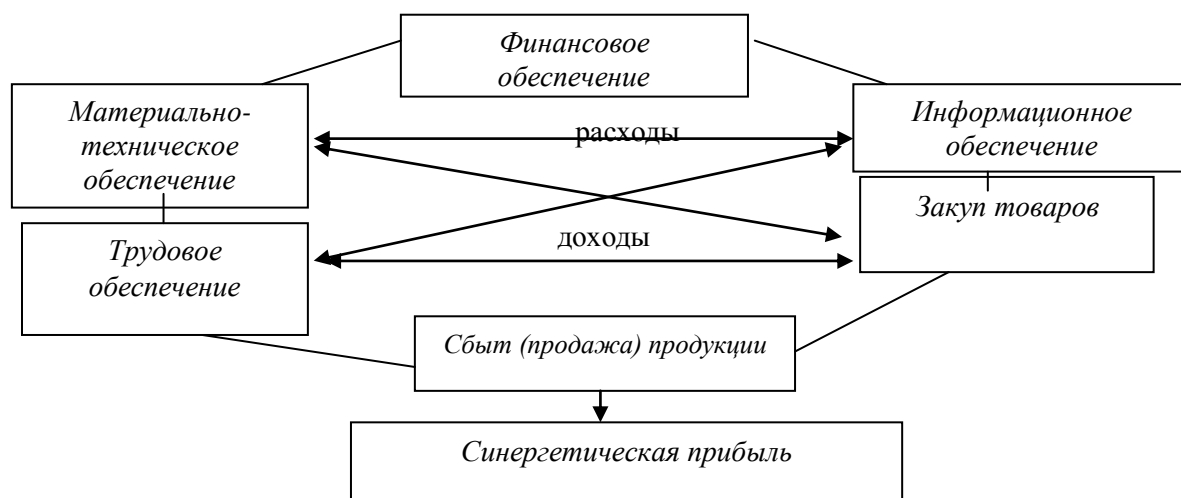 Финансовое
обеспечение
Материально-
техническое
обеспечение
расходы
Информационное
обеспечение
Закуп товаров
Трудовое
обеспечение
доходы
Сбыт (продажа) продукции
Синергетическая прибыль